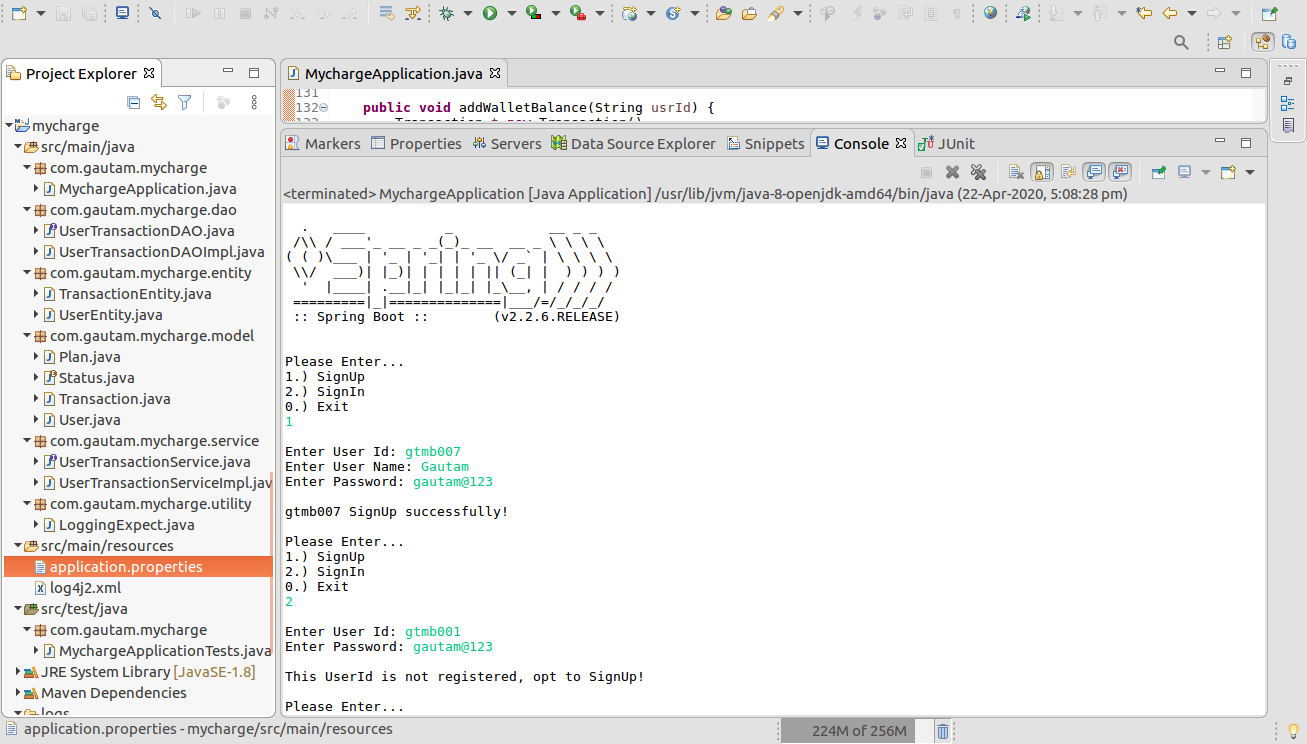 Project Explorer
mycharge
src/main/java
com.gautam.mycharge
MychargeApplication.java
com.gautam.mycharge.dao
UserTransactionDAO.java
UserTransactionDAOImpl.java
com.gautam.mycharge.entity
TransactionEntity.java
UserEntity.java
com.gautam.mycharge.model
Plan.java
Status.java
Transaction.java
User.java
com.gautam.mycharge.service
UserTransactionService.java
UserTransactionServiceImpl.jav
com.gautam.mycharge.utility
LoggingExpect.java
src/main/resources
application.properties
log4j2.xml
src/test/java
com.gautam.mycharge
MychargeApplicationTests.java
JRE System Library [JavaSE-1.8]
Maven Dependencies
logs
MychargeApplication.java
131
132 public void addWalletBalance(String usrId) {
133 Transaction t=new Transaction()
Markers Properties Servers Data Source Explorer Snippets Console JUnit
<terminated> MychargeApplication [Java Application] /usr/lib/jvm/java-8-openjdk-amd64/bin/java (22-Apr-2020, 5:08:28 pm)
Spring
:: Spring Boot :: (v2.2.6.RELEASE)
Please Enter...
1.) SignUp
2.) SignIn
0.) Exit
1
Enter User Id: gtmb007
Enter User Name: Gautam
Enter Password: gautam@123
gtmb007 SignUp successfully!
Please Enter...
1.) SignUp
2.) SignIn
0.) Exit
2
Enter User Id: gtmb001
Enter Password: gautam@123
This UserId is not registered, opt to SignUp!
Please Enter...
application.properties - mycharge/src/main/resources
224M of 256M